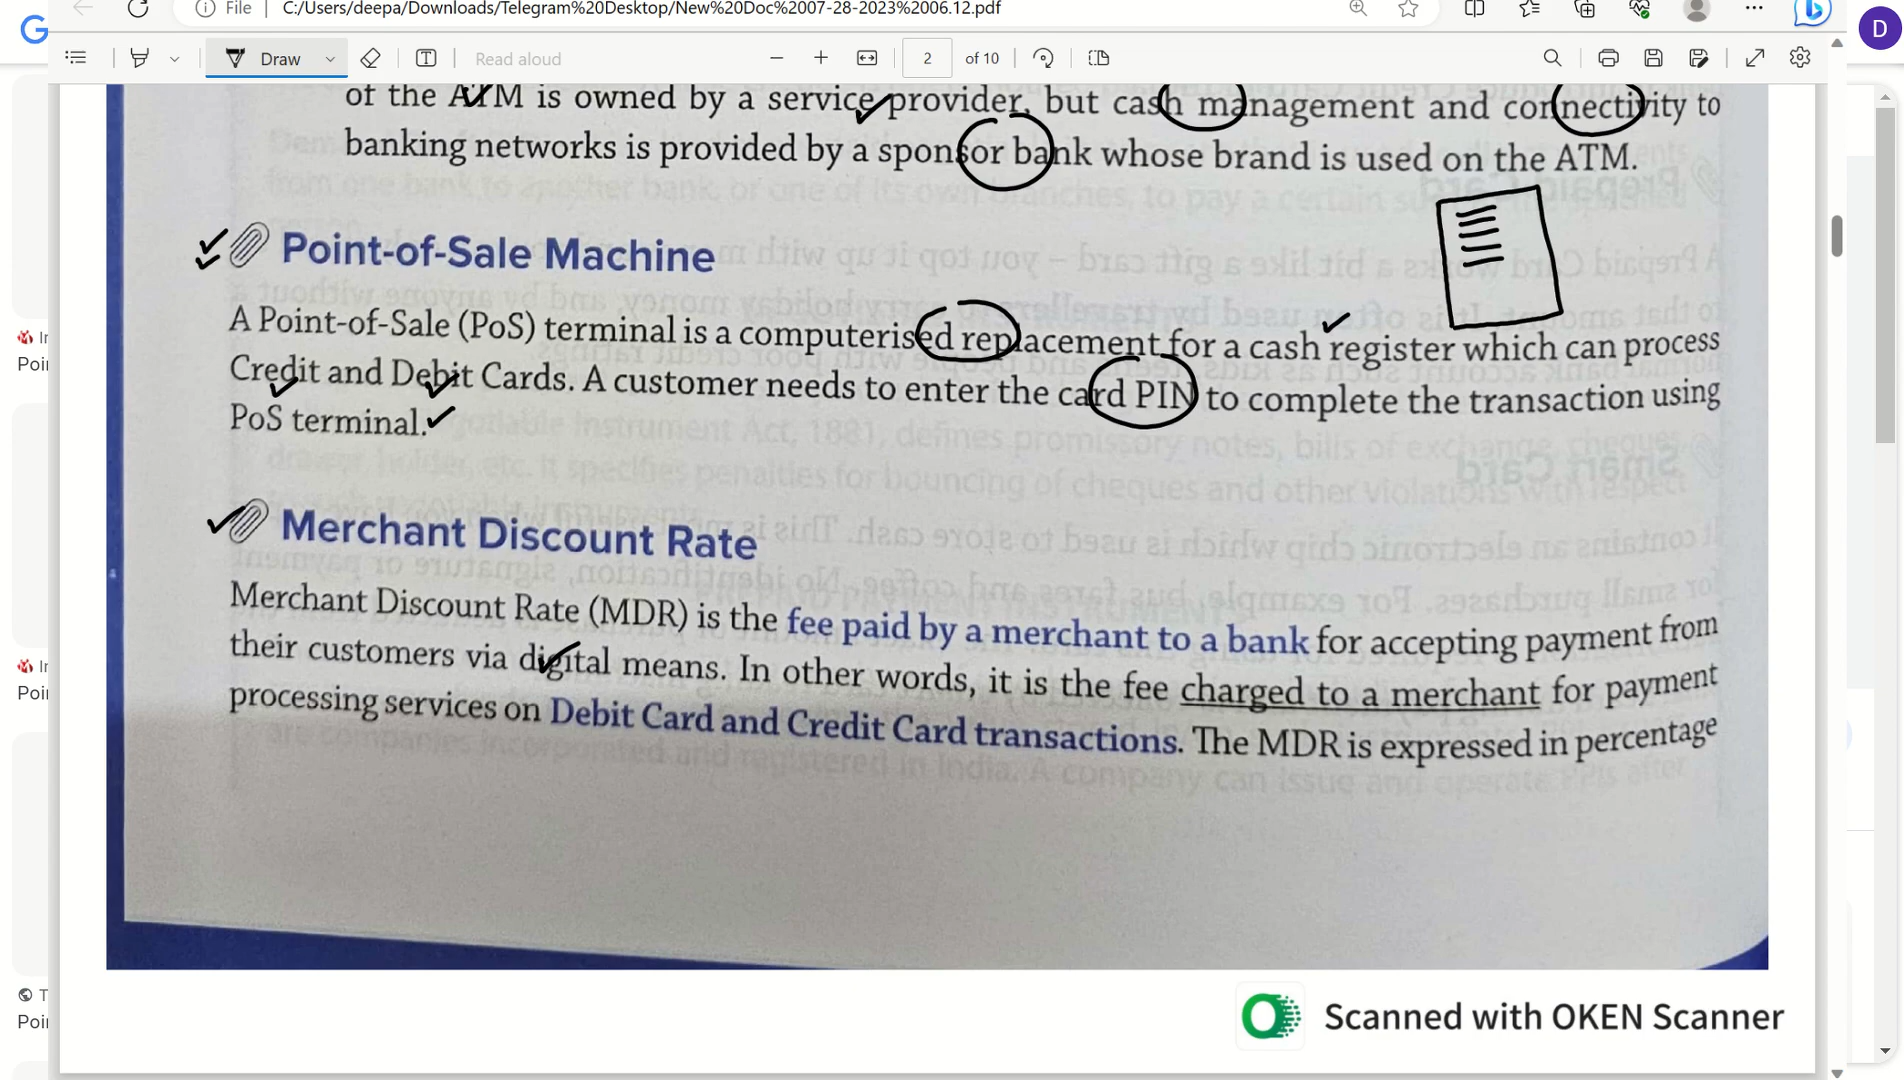 File | C:/Users/deepa/Downloads/Telegram%20Desktop/New%20Doc%2007-28-2023%2006.12.pdf
D
Draw
Read aloud
2 of 10
of the ATM is owned by a service provider, but cash management and connectivity to
banking networks is provided by a sponsor bank whose brand is used on the ATM.
Point-of-Sale Machine
A Point-of-Sale (PoS) terminal is a computerised replacement for a cash register which can process
Credit and Debit Cards. A customer needs to enter the card PIN to complete the transaction using
PoS terminal.
Merchant Discount Rate
Merchant Discount Rate (MDR) is the fee paid by a merchant to a bank for accepting payment from
their customers via digital means. In other words, it is the fee charged to a merchant for payment
processing services on Debit Card and Credit Card transactions. The MDR is expressed in percentage
Scanned with OKEN Scanner